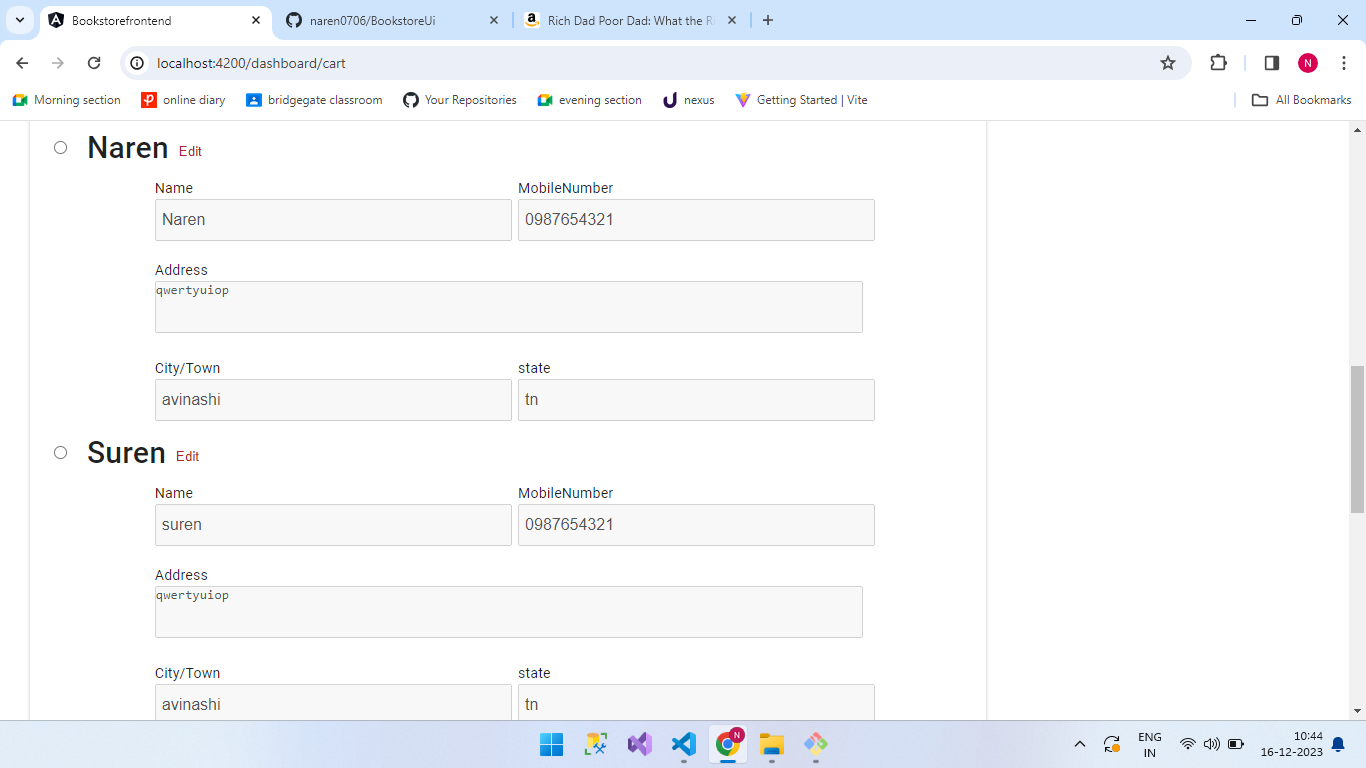 Bookstorefrontend
naren0706/BookstoreUi
Rich Dad Poor Dad: What the Ri
localhost:4200/dashboard/cart
N
Morning section
online diary
bridgegate classroom
Your Repositories
evening section
nexus
Getting Started | Vite
All Bookmarks
Naren Edit
Name MobileNumber
Naren 0987654321
Address
qwertyuiop
City/Town state
avinashi tn
Suren Edit
Name MobileNumber
suren 0987654321
Address
qwertyuiop
City/Town state
avinashi tn
N
ENG
IN
10:44
16-12-2023